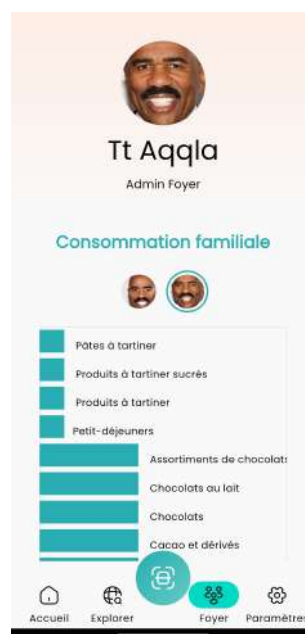 Tt Aqqla
Admin Foyer
Consommation familiale
Pâtes à tartiner
Produits à tartiner sucrés
Produits à tartiner
Petit-déjeuners
Assortiments de chocolats
Chocolats au lait
Chocolats
Cacao et dérivés
Accueil
Explorer
Foyer
Paramètres